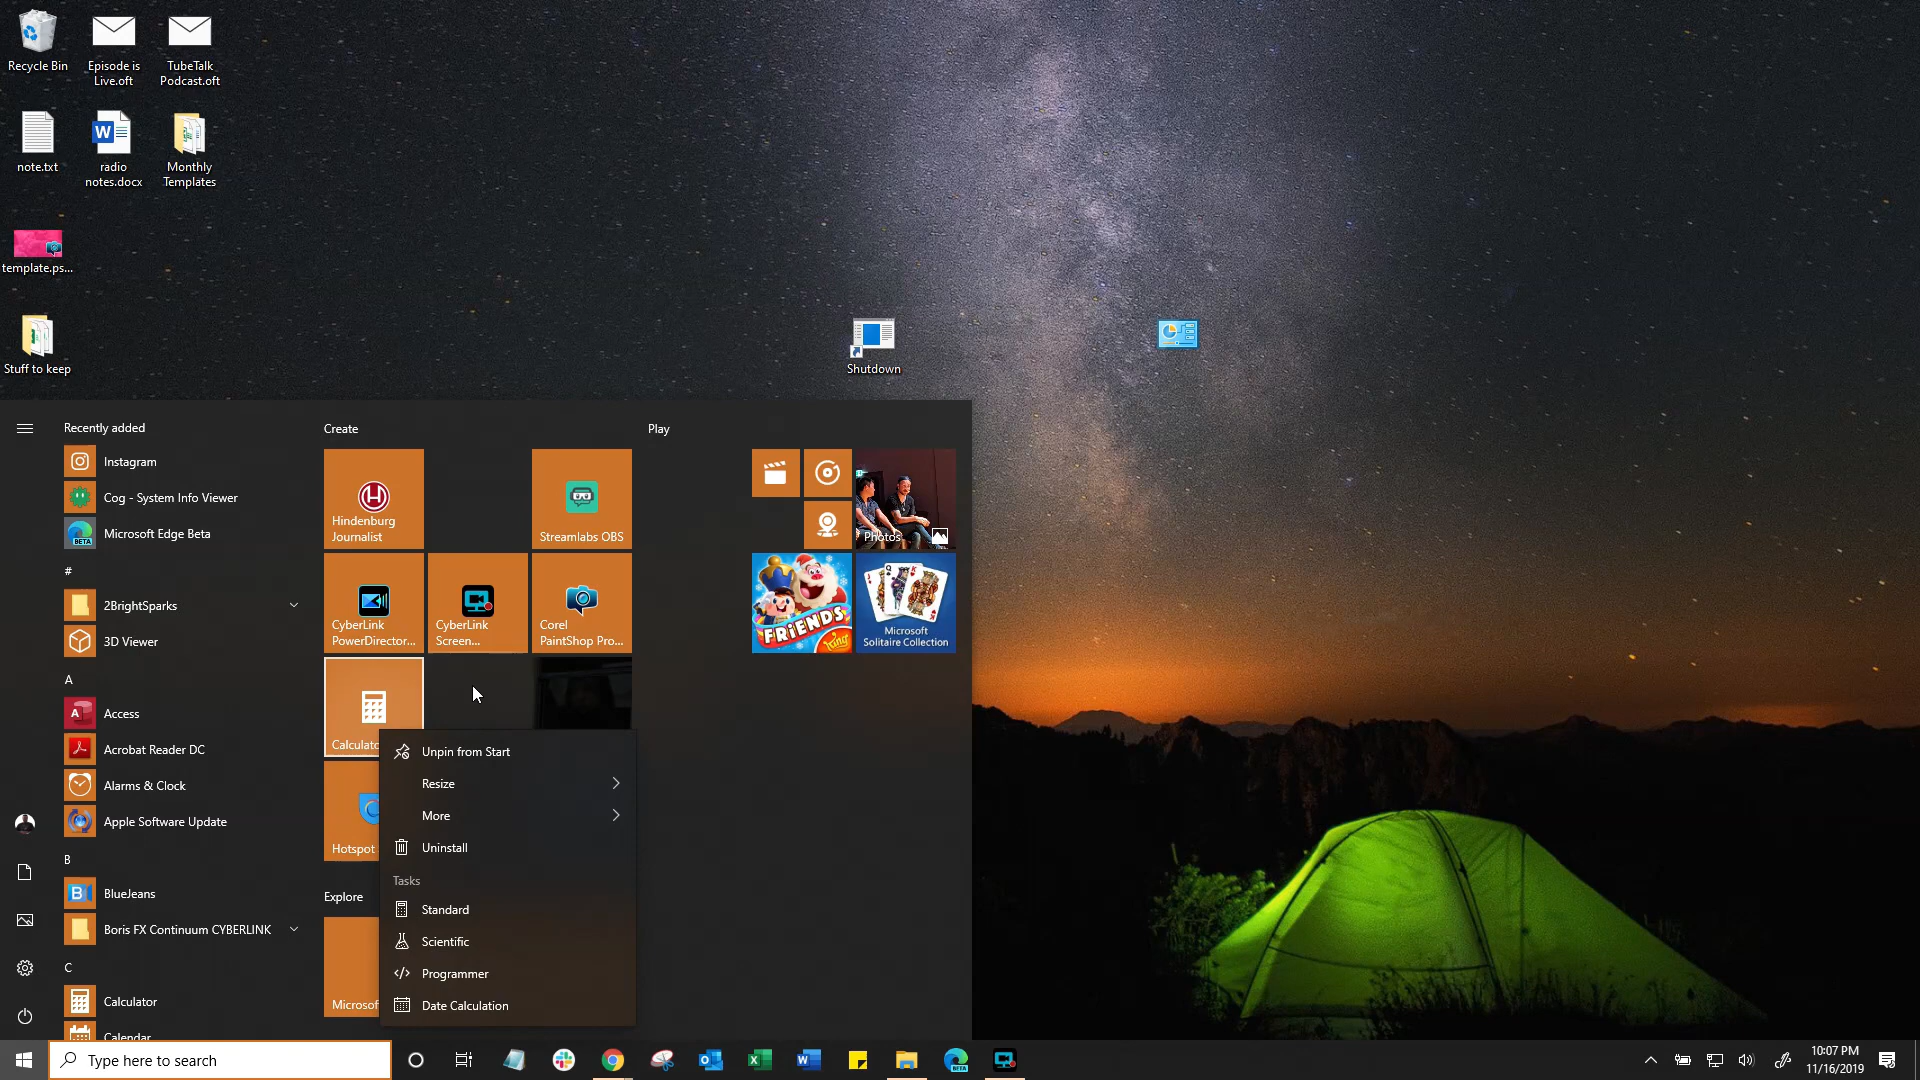 Recycle Bin
Episode is
Live.oft
TubeTalk
Podcast.oft
note.txt
radio
notes.docx
Monthly
Templates
template.ps...
Stuff to keep
Shutdown
Recently added
Instagram
Cog - System Info Viewer
Microsoft Edge Beta
#
2BrightSparks
3D Viewer
A
Access
Acrobat Reader DC
Alarms & Clock
Apple Software Update
B
BlueJeans
Boris FX Continuum CYBERLINK
C
Calculator
Calendar
Create
Hindenburg
Journalist
Streamlabs OBS
CyberLink
PowerDirector...
CyberLink
Screen...
Corel
PaintShop Pro...
Calculato
Hotspot
Explore
Microsof
Play
Photos
FRiENDS
King
Microsoft
Solitaire Collection
Unpin from Start
Resize
More
Uninstall
Tasks
Standard
Scientific
Programmer
Date Calculation
Type here to search
BETA
10:07 PM
11/16/2019